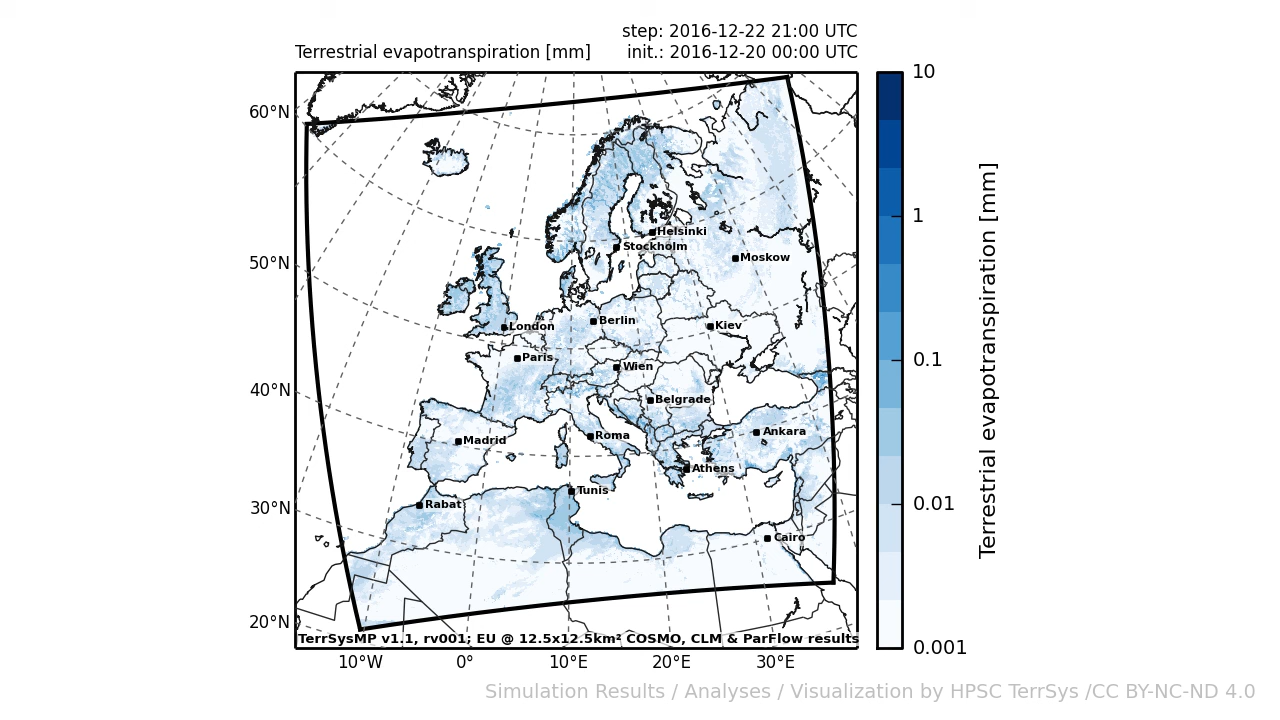 step: 2016-12-22 21:00 UTC
Terrestrial evapotranspiration [mm] init.: 2016-12-20 00:00 UTC
10
60°N
1
Helsinki
Stockholm
Moscow
50°N
London
Berlin
Kiev
Paris
0.1
Wien
40°N
Belgrade
Roma
Ankara
Madrid
Athens
Tunis
Rabat
0.01
30°N
Cairo
20°N
TerrSysMP v1.1, rv001; EU @ 12.5x12.5km² COSMO, CLM & ParFlow results
0.001
10°W 0° 10°E 20°E 30°E
Terrestrial evapotranspiration [mm]
Simulation Results / Analyses / Visualization by HPSC TerrSys /CC BY-NC-ND 4.0